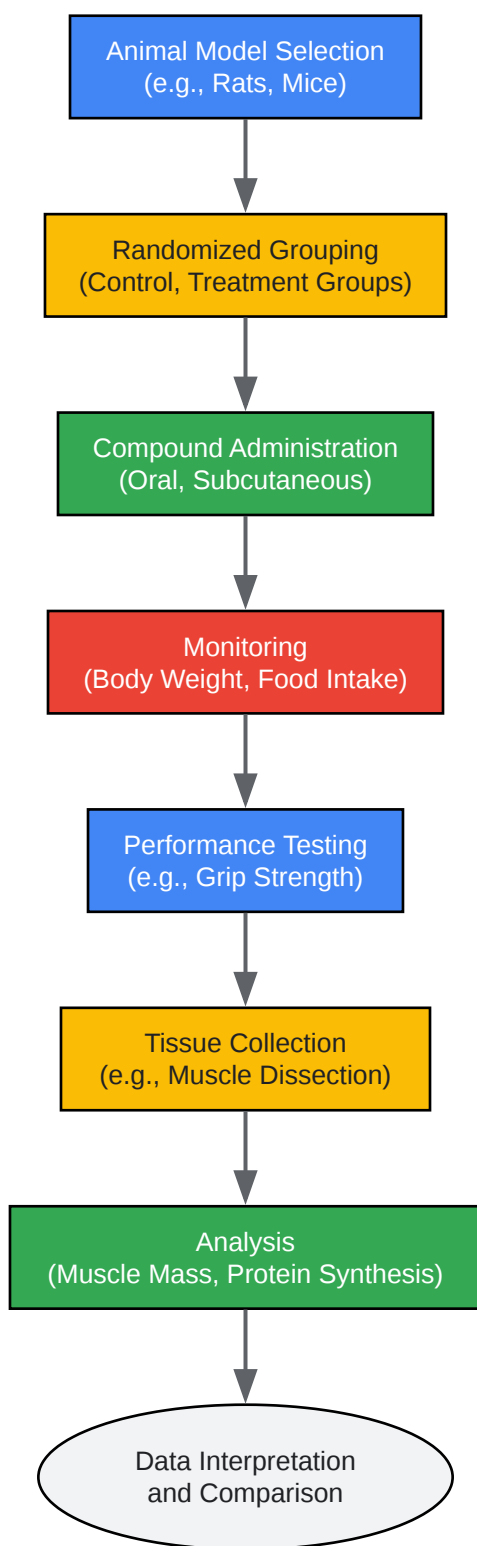 Animal Model Selection
(e.g., Rats, Mice)
Randomized Grouping
(Control, Treatment Groups)
Compound Administration
(Oral, Subcutaneous)
Monitoring
(Body Weight, Food Intake)
Performance Testing
(e.g., Grip Strength)
Tissue Collection
(e.g., Muscle Dissection)
Analysis
(Muscle Mass, Protein Synthesis)
Data Interpretation
and Comparison